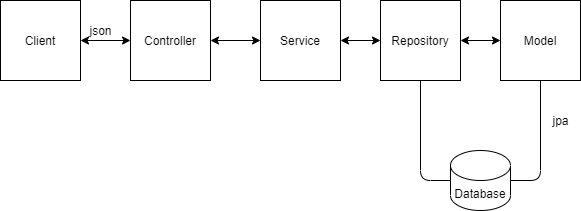 json
Client
Controller
Service
Repository
Model
jpa
Database